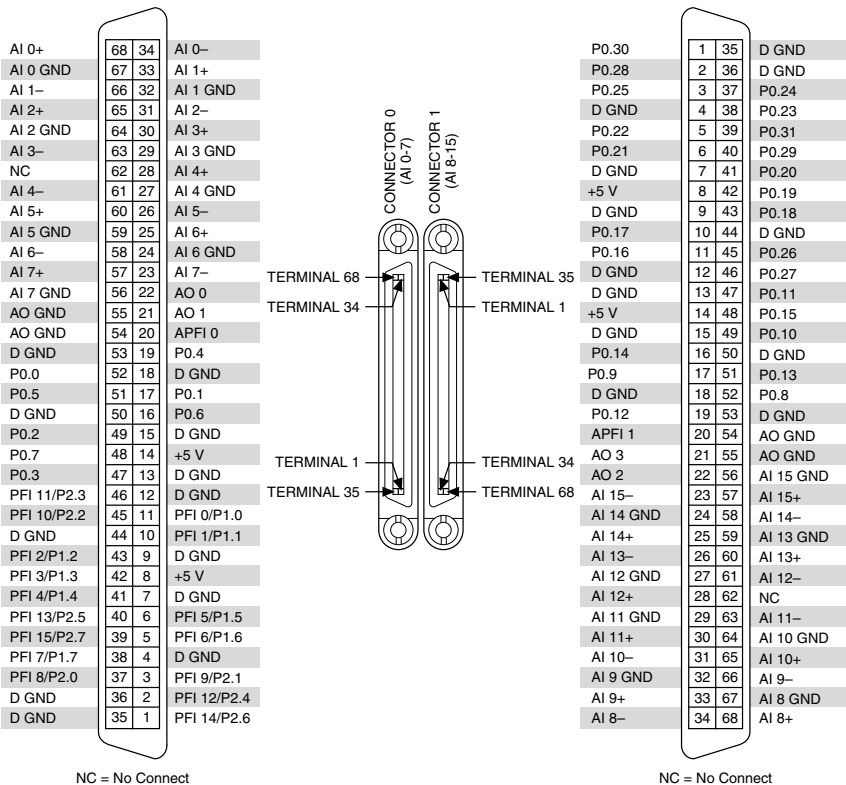 AI 0+ 68 34 AI 0–
AI 0 GND 67 33 AI 1+
AI 1– 66 32 AI 1 GND
AI 2+ 65 31 AI 2–
AI 2 GND 64 30 AI 3+
AI 3– 63 29 AI 3 GND
NC 62 28 AI 4+
AI 4– 61 27 AI 4 GND
AI 5+ 60 26 AI 5–
AI 5 GND 59 25 AI 6+
AI 6– 58 24 AI 6 GND
AI 7+ 57 23 AI 7–
AI 7 GND 56 22 AO 0
AO GND 55 21 AO 1
AO GND 54 20 APFI 0
D GND 53 19 P0.4
P0.0 52 18 D GND
P0.5 51 17 P0.1
D GND 50 16 P0.6
P0.2 49 15 D GND
P0.7 48 14 +5 V
P0.3 47 13 D GND
PFI 11/P2.3 46 12 D GND
PFI 10/P2.2 45 11 PFI 0/P1.0
D GND 44 10 PFI 1/P1.1
PFI 2/P1.2 43 9 D GND
PFI 3/P1.3 42 8 +5 V
PFI 4/P1.4 41 7 D GND
PFI 13/P2.5 40 6 PFI 5/P1.5
PFI 15/P2.7 39 5 PFI 6/P1.6
PFI 7/P1.7 38 4 D GND
PFI 8/P2.0 37 3 PFI 9/P2.1
D GND 36 2 PFI 12/P2.4
D GND 35 1 PFI 14/P2.6
NC = No Connect
CONNECTOR 0
(AI 0-7)
CONNECTOR 1
(AI 8-15)
TERMINAL 68
TERMINAL 34
TERMINAL 35
TERMINAL 1
TERMINAL 1
TERMINAL 35
TERMINAL 34
TERMINAL 68
P0.30 1 35 D GND
P0.28 2 36 D GND
P0.25 3 37 P0.24
D GND 4 38 P0.23
P0.22 5 39 P0.31
P0.21 6 40 P0.29
D GND 7 41 P0.20
+5 V 8 42 P0.19
D GND 9 43 P0.18
P0.17 10 44 D GND
P0.16 11 45 P0.26
D GND 12 46 P0.27
D GND 13 47 P0.11
+5 V 14 48 P0.15
D GND 15 49 P0.10
P0.14 16 50 D GND
P0.9 17 51 P0.13
D GND 18 52 P0.8
P0.12 19 53 D GND
APFI 1 20 54 AO GND
AO 3 21 55 AO GND
AO 2 22 56 AI 15 GND
AI 15– 23 57 AI 15+
AI 14 GND 24 58 AI 14–
AI 14+ 25 59 AI 13 GND
AI 13– 26 60 AI 13+
AI 12 GND 27 61 AI 12–
AI 12+ 28 62 NC
AI 11 GND 29 63 AI 11–
AI 11+ 30 64 AI 10 GND
AI 10– 31 65 AI 10+
AI 9 GND 32 66 AI 9–
AI 9+ 33 67 AI 8 GND
AI 8– 34 68 AI 8+
NC = No Connect